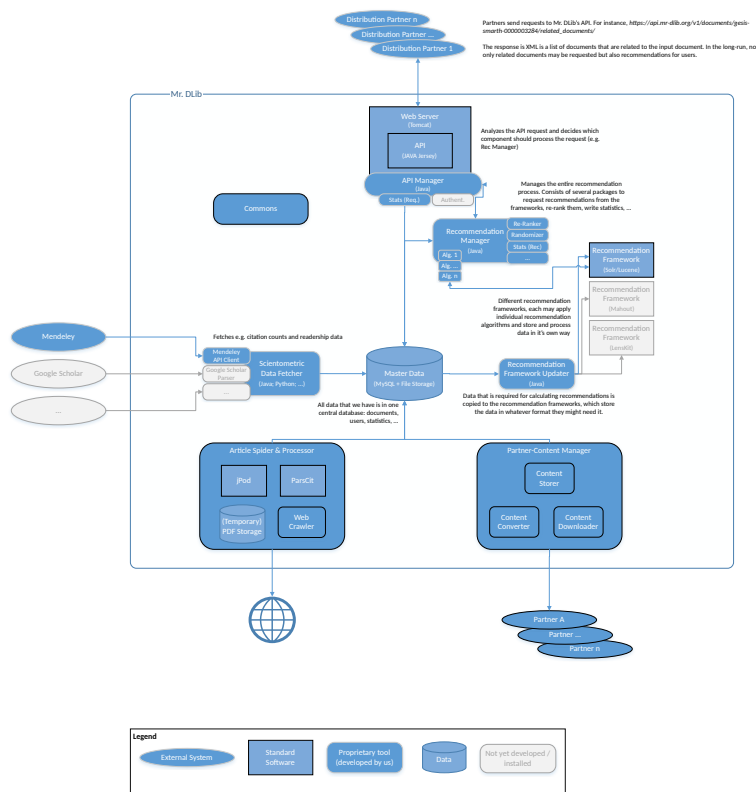 Distribution Partner n
Distribution Partner ...
Distribution Partner 1
Partners send requests to Mr. DLib's API. For instance, https://api.mr-dlib.org/v1/documents/gesis-
smarth-0000003284/related_documents/
The response is XML is a list of documents that are related to the input document. In the long-run, no
only related documents may be requested but also recommendations for users.
Mr. DLib
Web Server
(Tomcat)
API
(JAVA Jersey)
Analyzes the API request and decides which
component should process the request (e.g.
Rec Manager)
API Manager
(Java)
Stats (Req.)
Authent.
Manages the entire recommendation
process. Consists of several packages to
request recommendations from the
frameworks, re-rank them, write statistics, ...
Commons
Recommendation
Manager
(Java)
Re-Ranker
Randomizer
Stats (Rec)
...
Alg. 1
Alg. ...
Alg. n
Recommendation
Framework
(Solr/Lucene)
Recommendation
Framework
(Mahout)
Recommendation
Framework
(LensKit)
Different recommendation
frameworks, each may apply
individual recommendation
algorithms and store and process
data in it's own way
Mendeley
Google Scholar
...
Fetches e.g. citation counts and readership data
Mendeley
API Client
Google Scholar
Parser
...
Scientometric
Data Fetcher
(Java; Python; ...)
Master Data
(MySQL + File Storage)
Recommendation
Framework Updater
(Java)
All data that we have is in one
central database: documents,
users, statistics, ...
Data that is required for calculating recommendations is
copied to the recommendation frameworks, which store
the data in whatever format they might need it.
Article Spider & Processor
JPod
ParsCit
(Temporary)
PDF Storage
Web
Crawler
Partner-Content Manager
Content
Storer
Content
Converter
Content
Downloader
Partner A
Partner ...
Partner n
Legend
External System
Standard
Software
Proprietary tool
(developed by us)
Data
Not yet developed /
installed